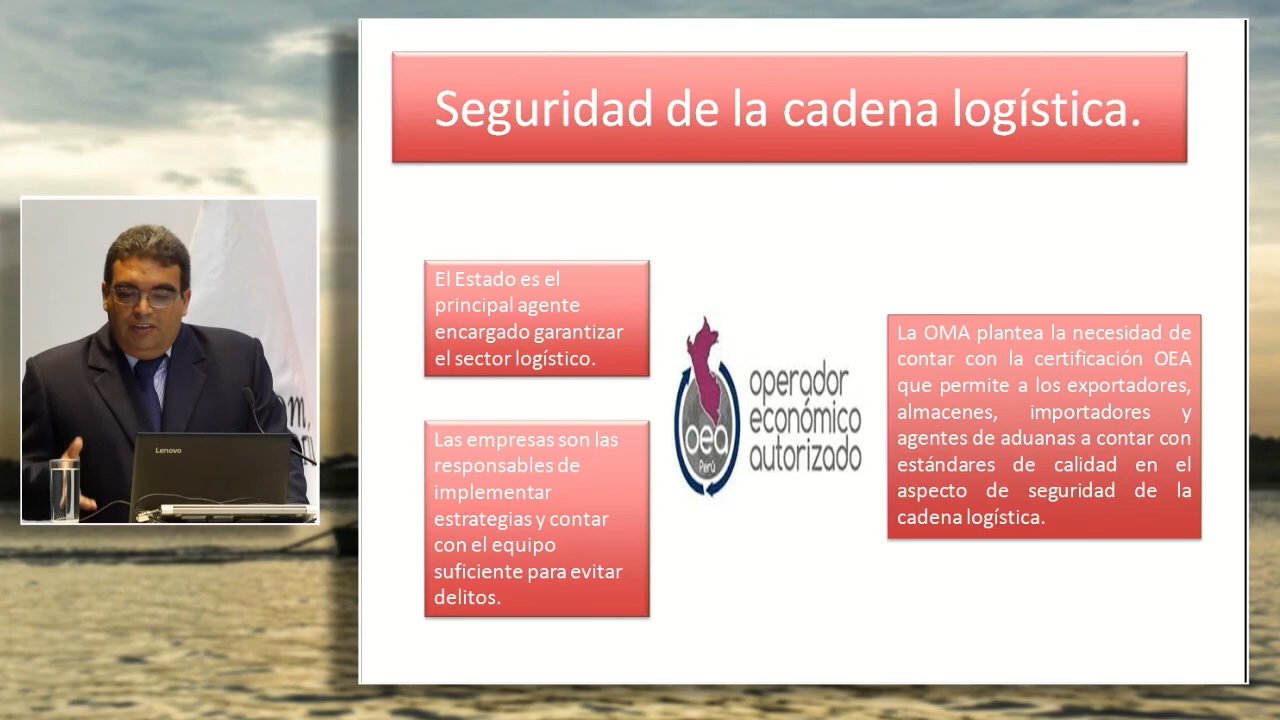 Seguridad de la cadena logística.
El Estado es el
principal agente
encargado garantizar
el sector logístico.
Las empresas son las
responsables de
implementar
estrategias y contar
con el equipo
suficiente para evitar
delitos.
operador
económico
autorizado
oea
Perú
La OMA plantea la necesidad de
contar con la certificación OEA
que permite a los exportadores,
almacenes, importadores y
agentes de aduanas a contar con
estándares de calidad en el
aspecto de seguridad de la
cadena logística.
Lenovo